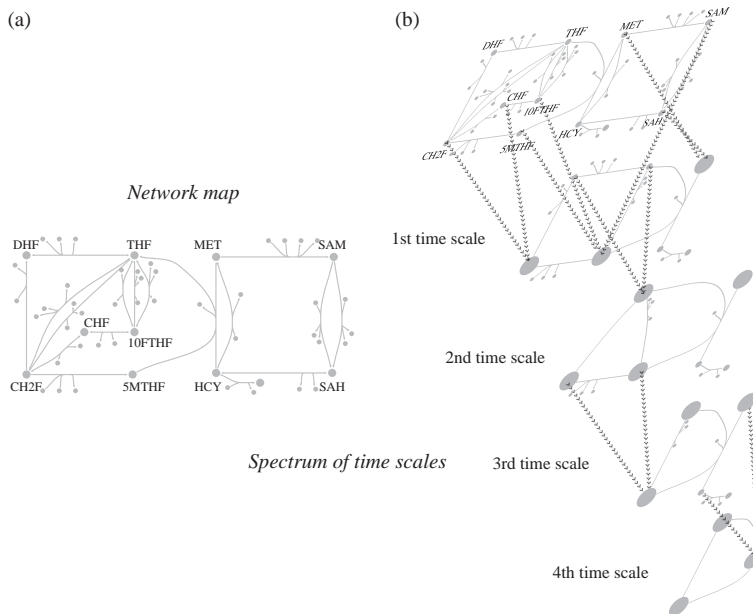 (a)
(b)
Network map
DHF
THF
MET
SAM
CHF
10FTHF
CH2F
5MTHF
HCY
SAH
Spectrum of time scales
DHF
THF
MET
SAM
CHF
10FTHF
CH2F
5MTHF
HCY
SAH
1st time scale
2nd time scale
3rd time scale
4th time scale